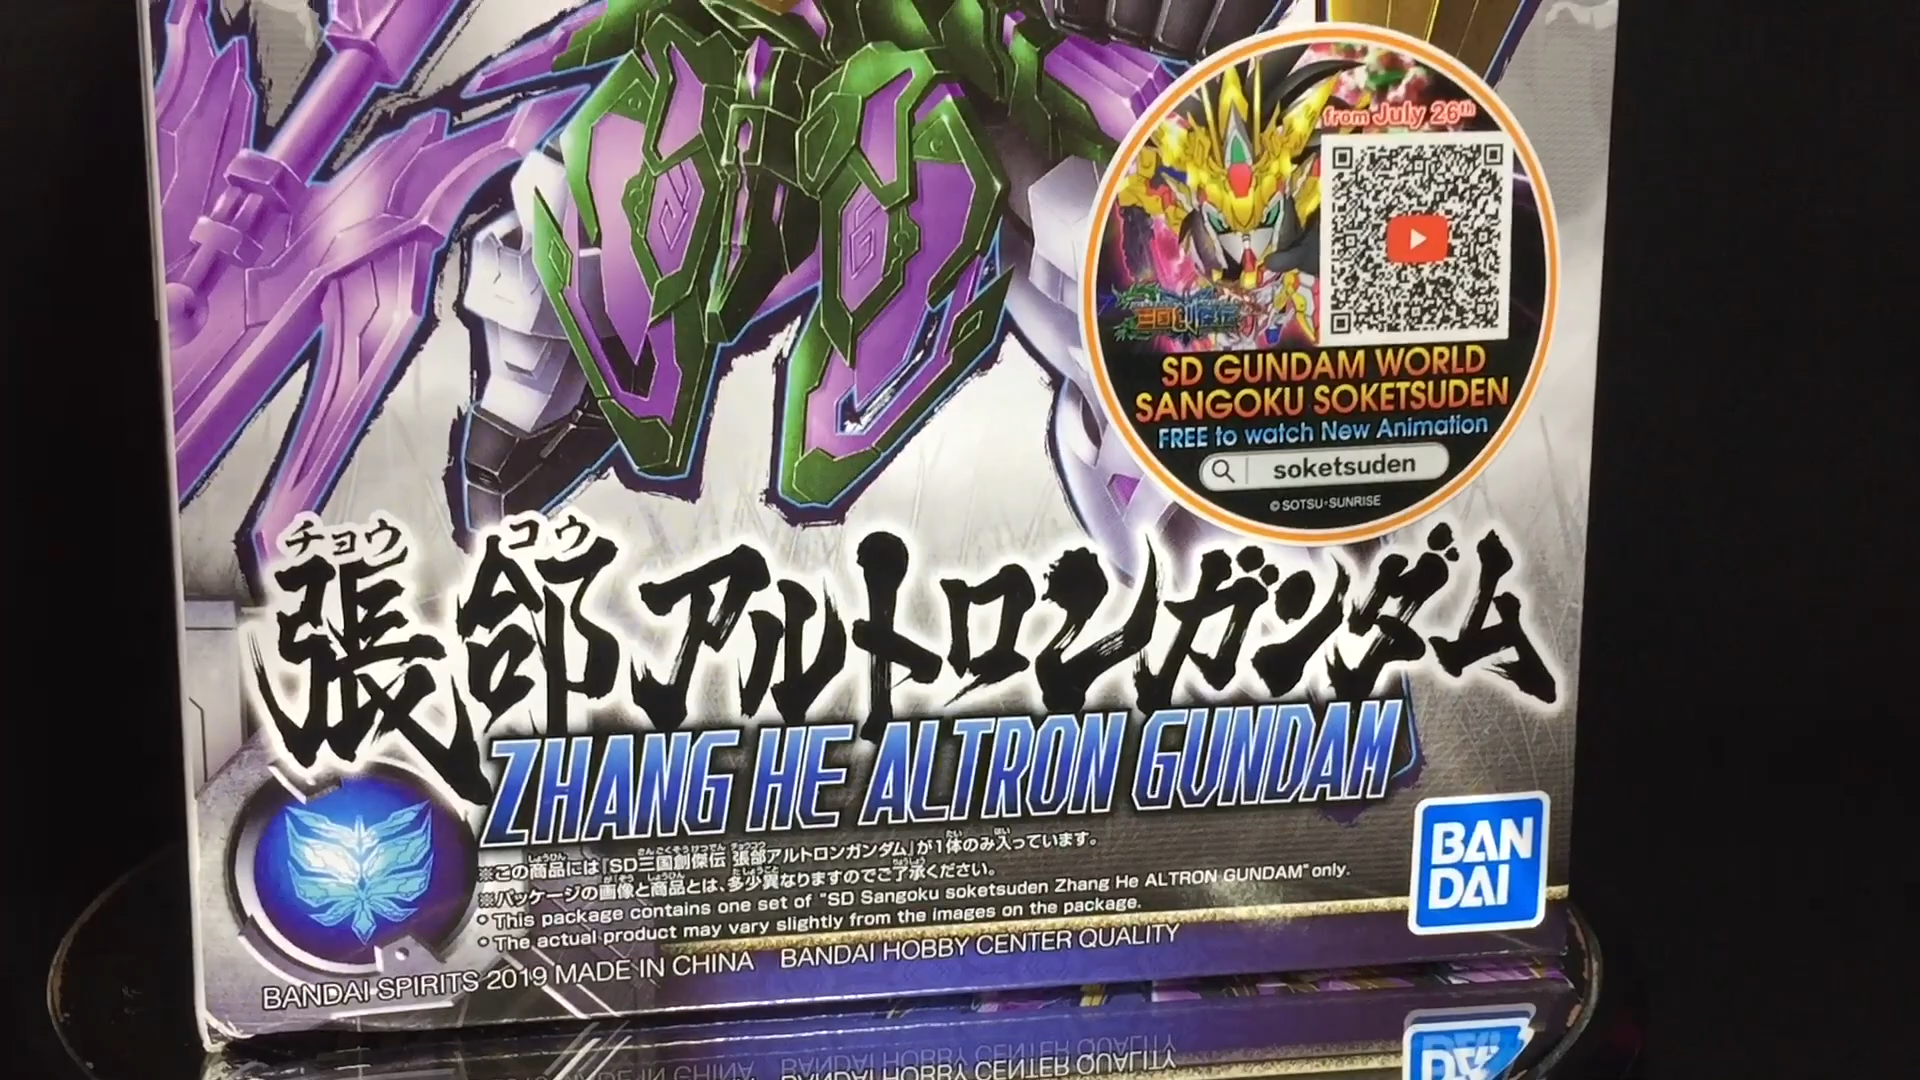 from July 26th
三国創傑伝
SD GUNDAM WORLD
SANGOKU SOKETSUDEN
FREE to watch New Animation
soketsuden
©SOTSU・SUNRISE
チョウ コウ
張郃アルトロンガンダム
ZHANG HE ALTRON GUNDAM
BAN
DAI
※この商品には『SD三国創傑伝 張郃アルトロンガンダム』が1体のみ入っています。
※パッケージの画像と商品とは、多少異なりますのでご了承ください。
• This package contains one set of "SD Sangoku soketsuden Zhang He ALTRON GUNDAM" only.
• The actual product may vary slightly from the images on the package.
BANDAI SPIRITS 2019 MADE IN CHINA BANDAI HOBBY CENTER QUALITY